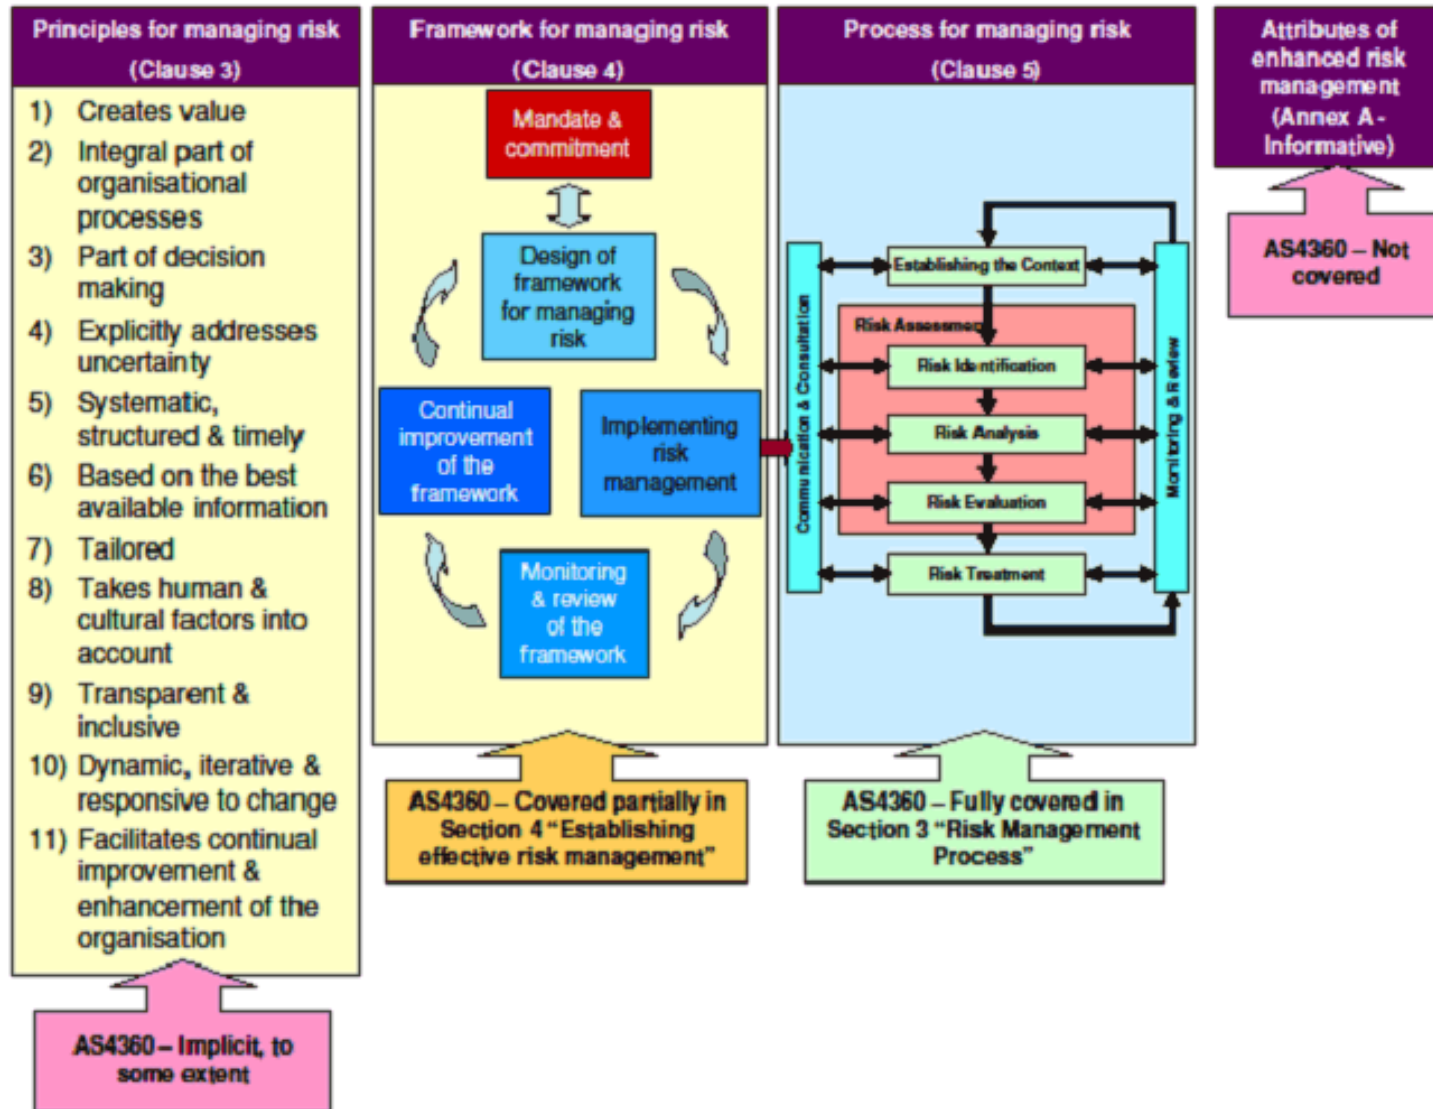 Principles for managing risk
(Clause 3)
1) Creates value
2) Integral part of
organisational
processes
3) Part of decision
making
4) Explicitly addresses
uncertainty
5) Systematic,
structured & timely
6) Based on the best
available information
7) Tailored
8) Takes human &
cultural factors into
account
9) Transparent &
inclusive
10) Dynamic, iterative &
responsive to change
11) Facilitates continual
improvement &
enhancement of the
organisation
AS4360 – Implicit, to
some extent
Framework for managing risk
(Clause 4)
Mandate &
commitment
Design of
framework
for managing
risk
Continual
improvement
of the
framework
Implementing
risk
management
Monitoring
& review
of the
framework
AS4360 – Covered partially in
Section 4 “Establishing
effective risk management”
Process for managing risk
(Clause 5)
Communication & Consultation
Establishing the Context
Risk Assessmen
Risk Identification
Risk Analysis
Risk Evaluation
Risk Treatment
Monitoring & Review
AS4360 – Fully covered in
Section 3 “Risk Management
Process”
Attributes of
enhanced risk
management
(Annex A -
Informative)
AS4360 – Not
covered